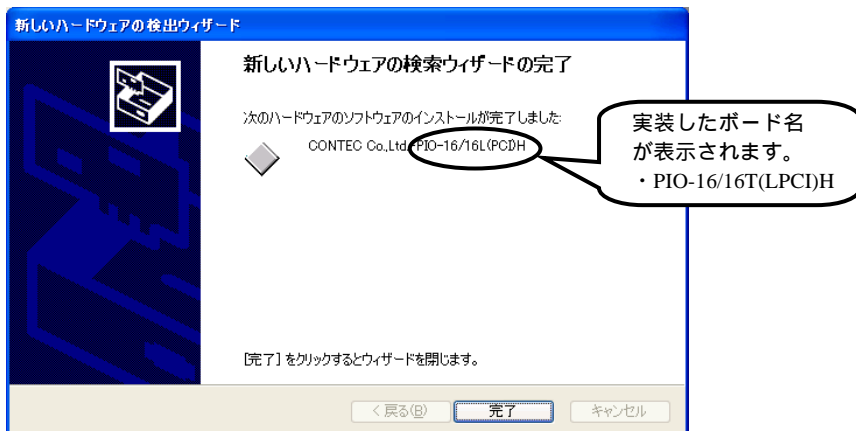 新しいハードウェアの検出ウィザード
新しいハードウェアの検索ウィザードの完了
次のハードウェアのソフトウェアのインストールが完了しました:
CONTEC Co.,Ltd. PIO-16/16L(PCI)H
実装したボード名
が表示されます。
・PIO-16/16T(LPCI)H
[完了] をクリックするとウィザードを閉じます。
< 戻る(B)
完了
キャンセル